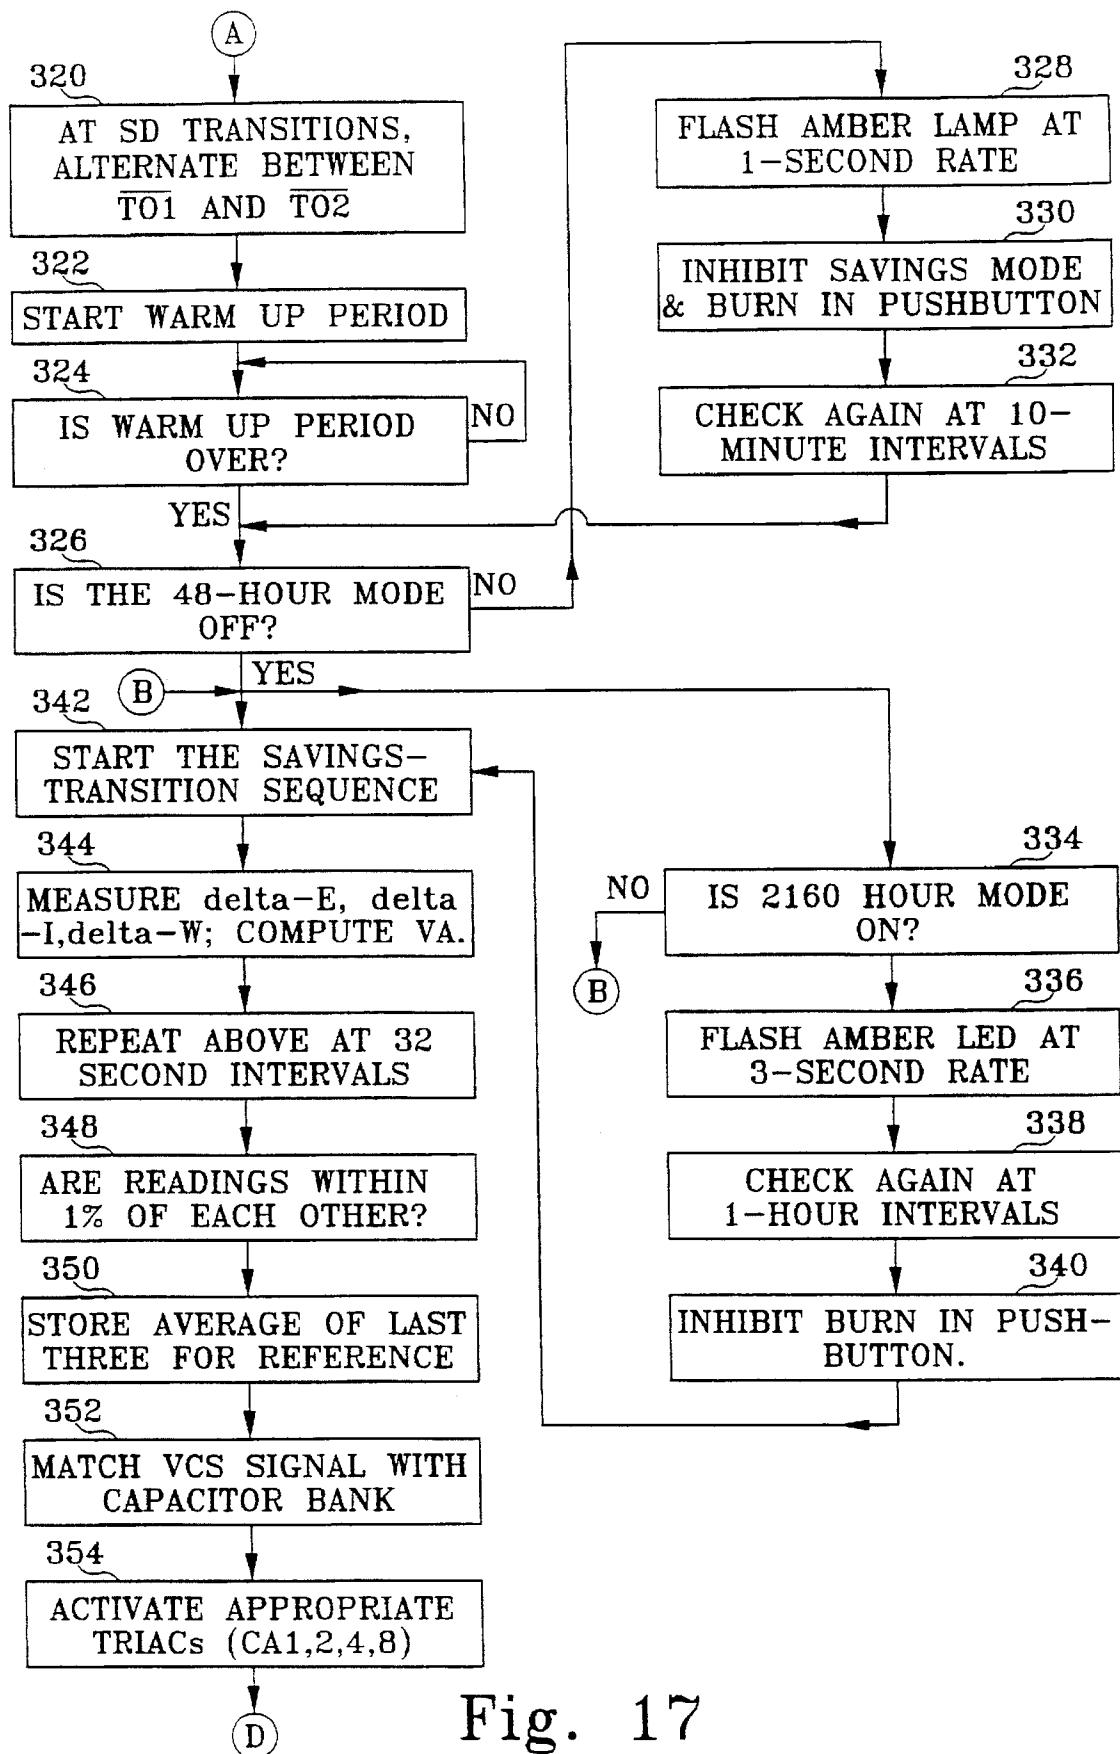 A
320
AT SD TRANSITIONS,
ALTERNATE BETWEEN
T̅O̅1̅ AND T̅O̅2̅
322
START WARM UP PERIOD
324
IS WARM UP PERIOD
OVER?
NO
YES
326
IS THE 48-HOUR MODE
OFF?
NO
YES
328
FLASH AMBER LAMP AT
1-SECOND RATE
330
INHIBIT SAVINGS MODE
& BURN IN PUSHBUTTON
332
CHECK AGAIN AT 10-
MINUTE INTERVALS
B
342
START THE SAVINGS-
TRANSITION SEQUENCE
344
MEASURE delta-E, delta
-I,delta-W; COMPUTE VA.
346
REPEAT ABOVE AT 32
SECOND INTERVALS
348
ARE READINGS WITHIN
1% OF EACH OTHER?
350
STORE AVERAGE OF LAST
THREE FOR REFERENCE
352
MATCH VCS SIGNAL WITH
CAPACITOR BANK
354
ACTIVATE APPROPRIATE
TRIACs (CA1,2,4,8)
D
334
IS 2160 HOUR MODE
ON?
NO
B
336
FLASH AMBER LED AT
3-SECOND RATE
338
CHECK AGAIN AT
1-HOUR INTERVALS
340
INHIBIT BURN IN PUSH-
BUTTON.
Fig. 17